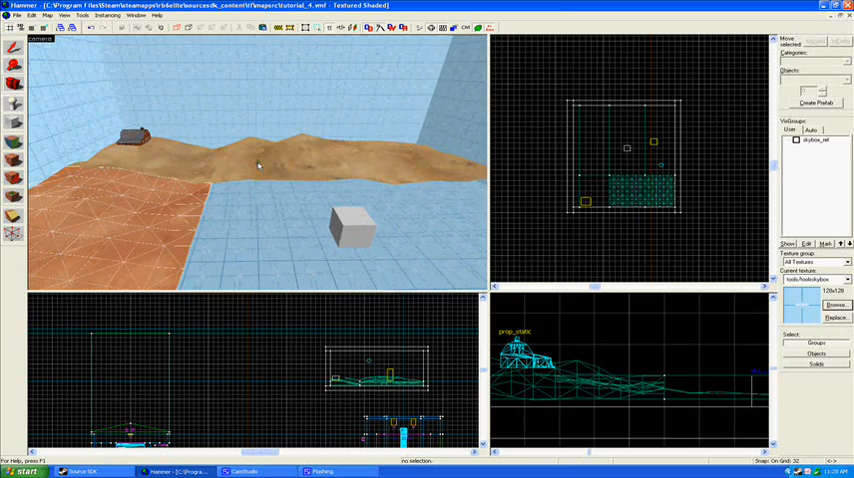 Hammer - [C:\Program Files\Steam\steamapps\rb6elite\sourcesdk_content\tf\mapsrc\tutorial_4.vmf - Textured Shaded]
File Edit Map View Tools Instancing Window Help
camera
Move
selected:
Categories:
Objects:
Create Prefab
VisGroups:
User Auto
skybox_ref
Show Edit Mark
Texture group:
All Textures
Current texture:
tools/toolsskybox
128x128
Browse...
Replace...
Select:
Groups
Objects
Solids
prop_static
For Help, press F1
no selection.
Snap: On Grid: 32
start
Source SDK
Hammer - [C:\Progra...
CamStudio
Mashing
11:28 AM